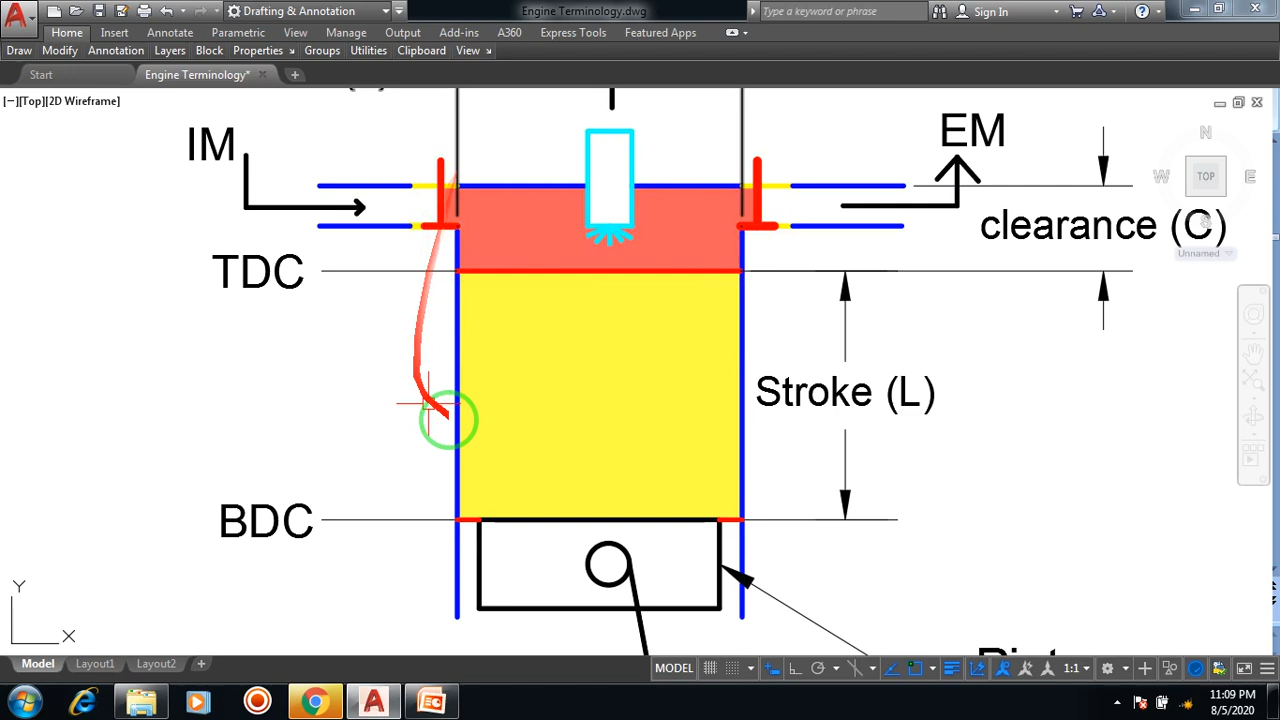 Drafting & Annotation
Engine Terminology.dwg
Type a keyword or phrase
Sign In
Home Insert Annotate Parametric View Manage Output Add-ins A360 Express Tools Featured Apps
Draw Modify Annotation Layers Block Properties Groups Utilities Clipboard View
Start
Engine Terminology*
[−][Top][2D Wireframe]
IM
EM
N
W TOP E
S
Unnamed
clearance (C)
TDC
Stroke (L)
BDC
Y
X
Model Layout1 Layout2
MODEL
1:1
11:09 PM
8/5/2020